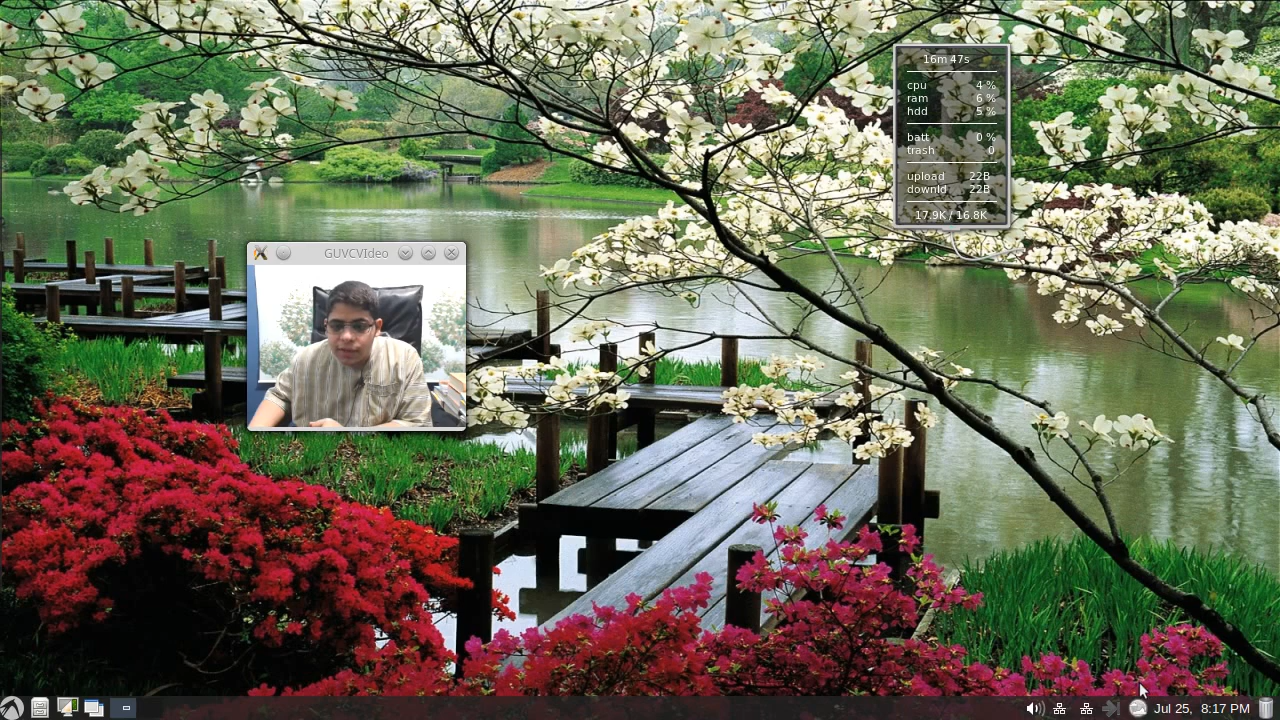 16m 47s
cpu 4 %
ram 6 %
hdd 5 %
batt 0 %
trash 0
upload 22B
downld 22B
17.9K / 16.8K
GUVCVIdeo
Jul 25, 8:17 PM